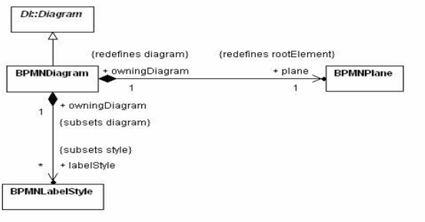 DI::Diagram
{redefines diagram}
{redefines rootElement}
BPMNDiagram
+ owningDiagram
+ plane
BPMNPlane
1
1
1
+ owningDiagram
{subsets diagram}
{subsets style}
*
+ labelStyle
BPMNLabelStyle